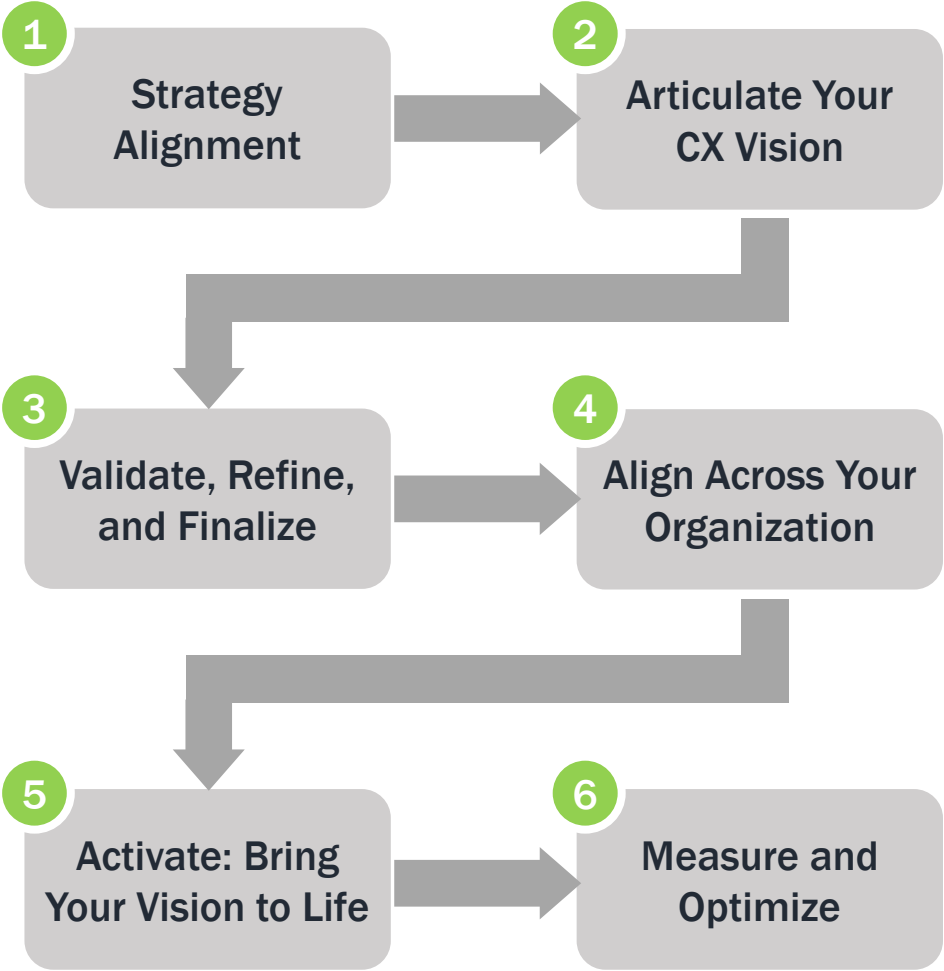 1
Strategy
Alignment
2
Articulate Your
CX Vision
3
Validate, Refine,
and Finalize
4
Align Across Your
Organization
5
Activate: Bring
Your Vision to Life
6
Measure and
Optimize